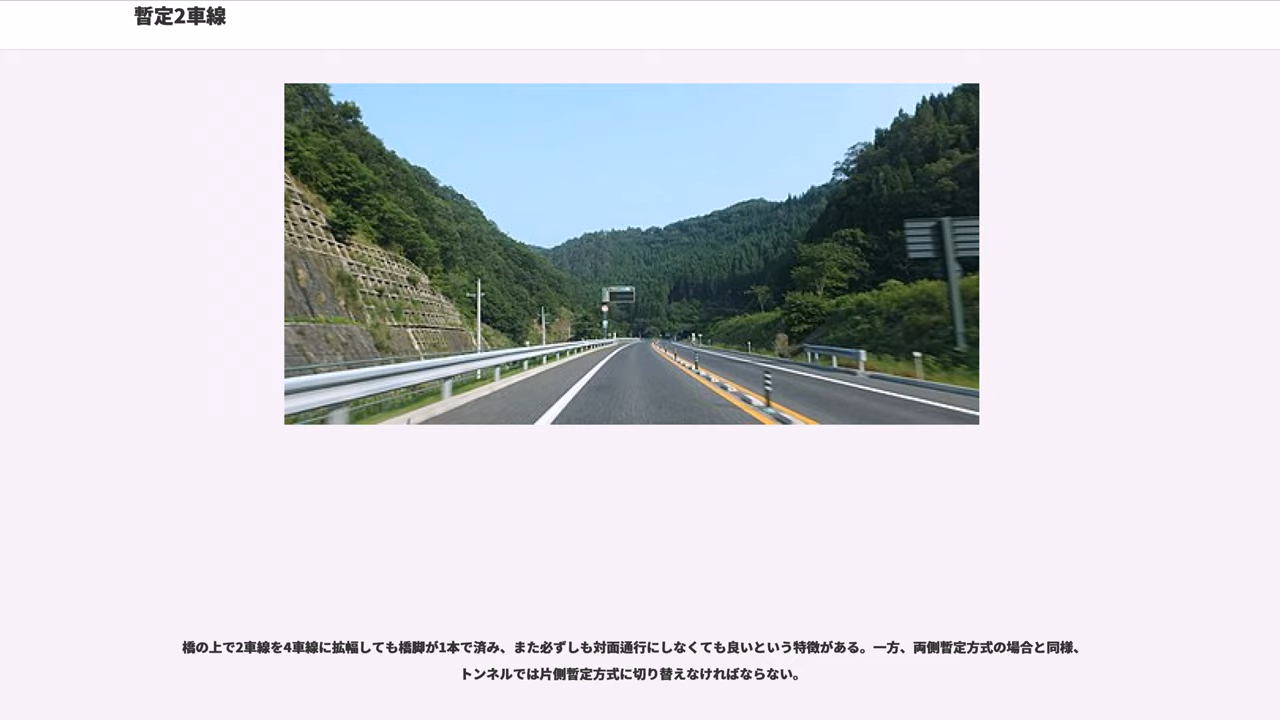 暫定2車線
橋の上で2車線を4車線に拡幅しても橋脚が1本で済み、また必ずしも対面通行にしなくても良いという特徴がある。一方、両側暫定方式の場合と同様、
トンネルでは片側暫定方式に切り替えなければならない。